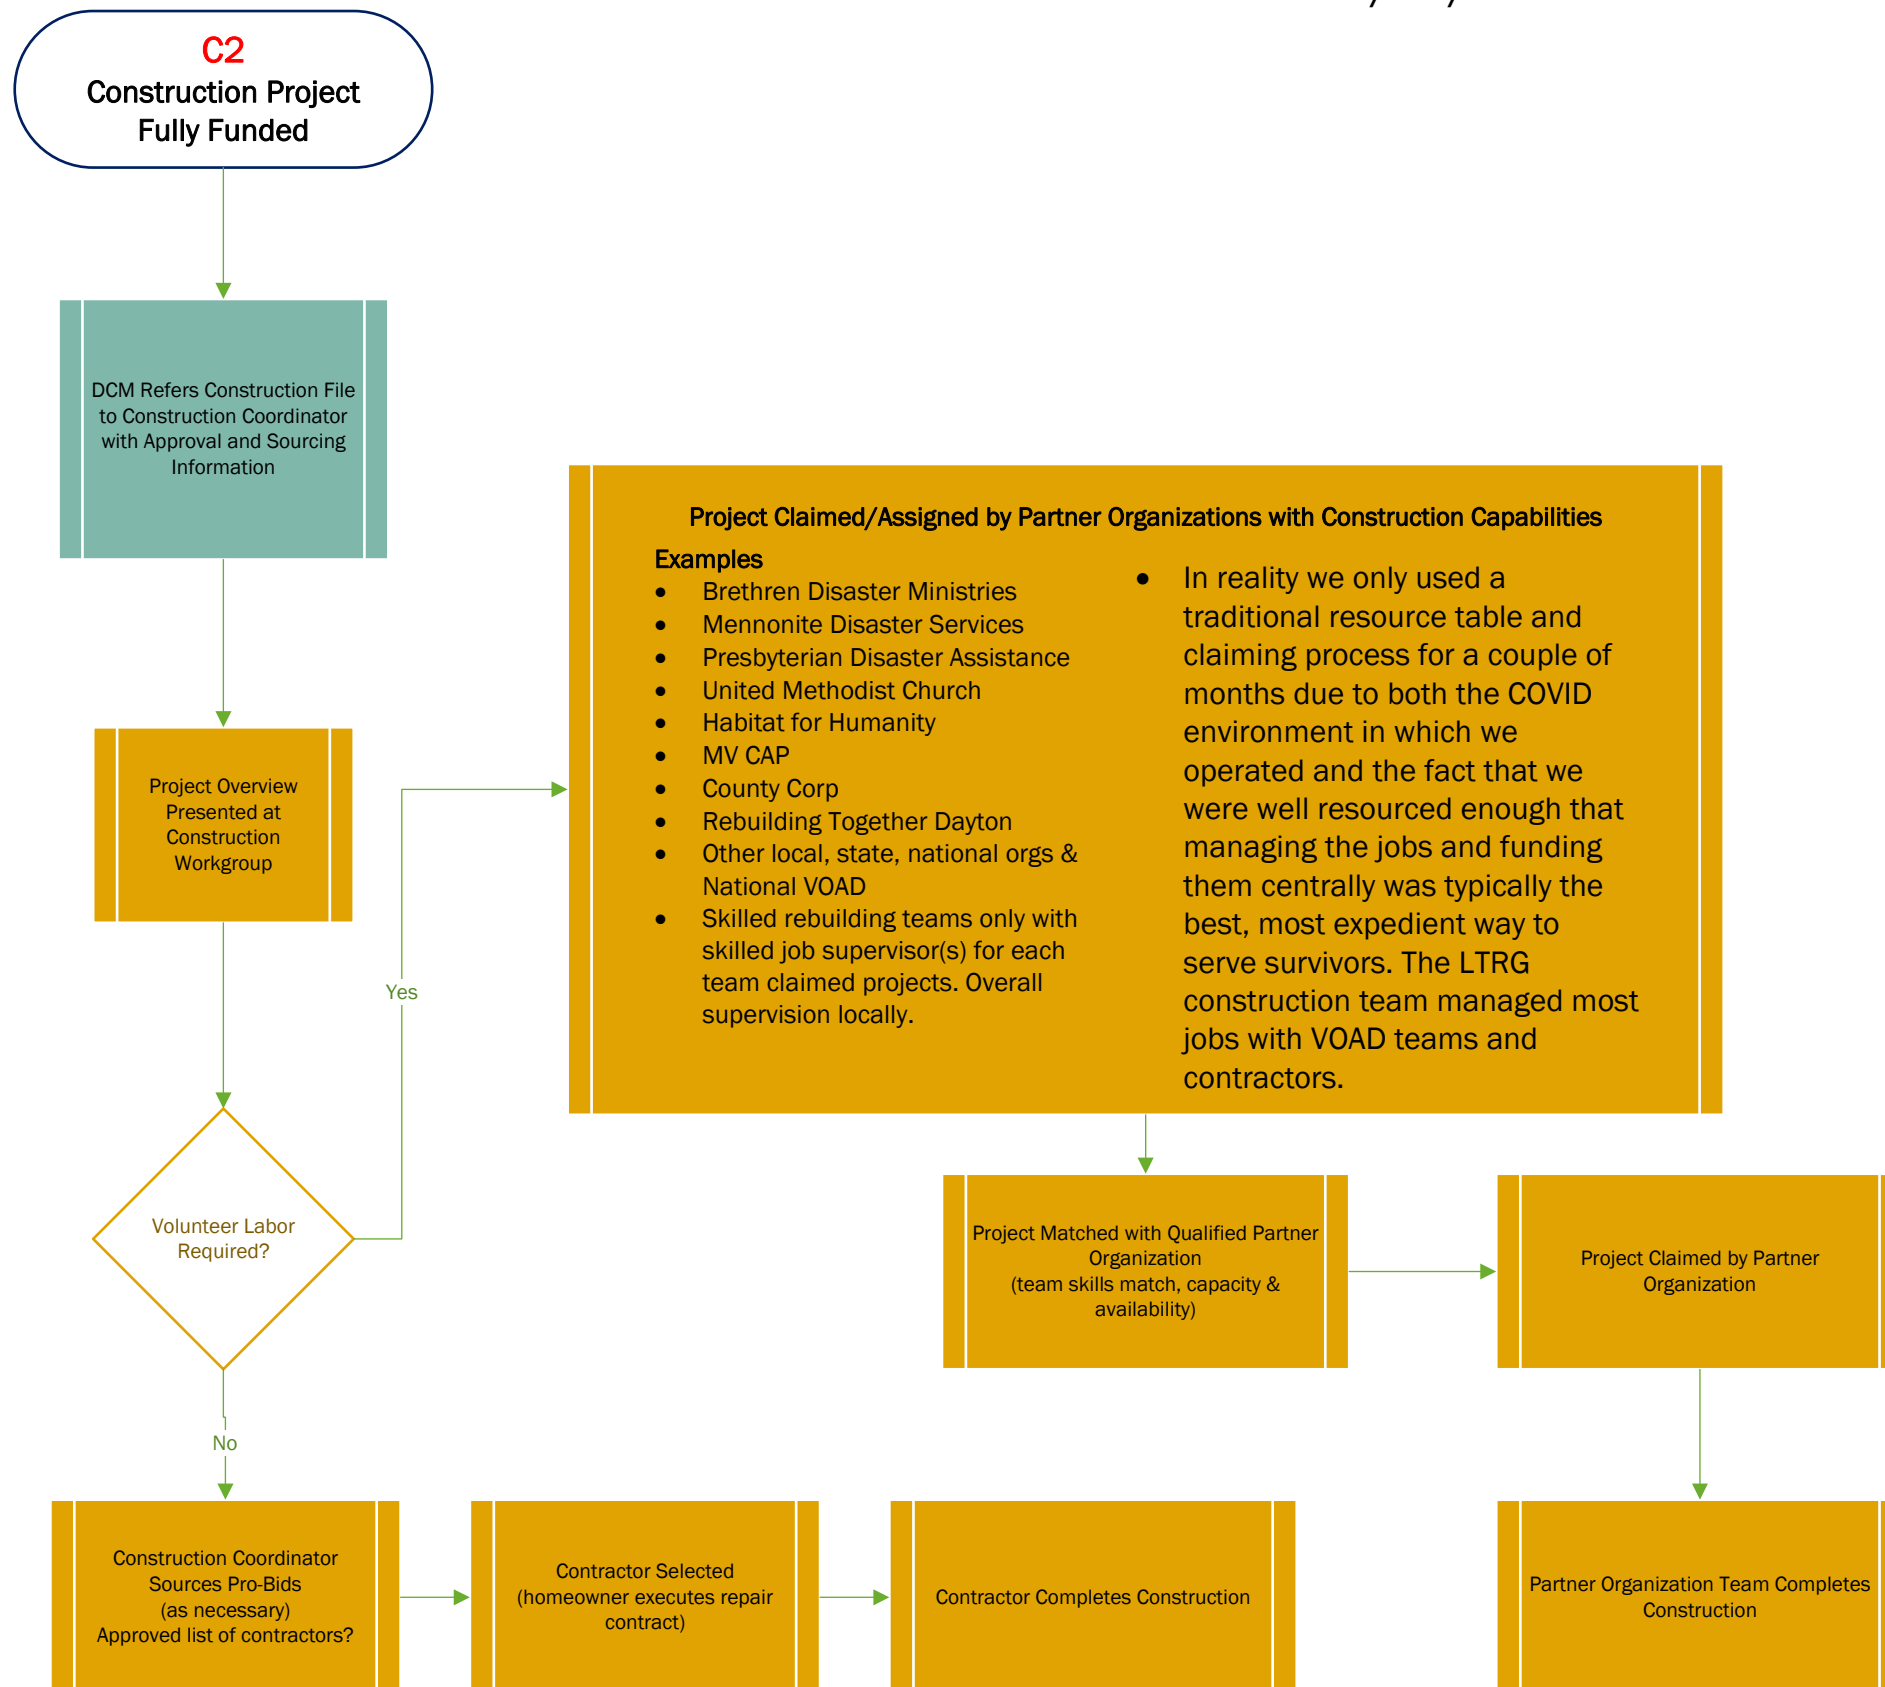 C2
Construction Project
Fully Funded
DCM Refers Construction File
to Construction Coordinator
with Approval and Sourcing
Information
Project Overview
Presented at
Construction
Workgroup
Volunteer Labor
Required?
Yes
No
Project Claimed/Assigned by Partner Organizations with Construction Capabilities
Examples
• Brethren Disaster Ministries
• Mennonite Disaster Services
• Presbyterian Disaster Assistance
• United Methodist Church
• Habitat for Humanity
• MV CAP
• County Corp
• Rebuilding Together Dayton
• Other local, state, national orgs &
National VOAD
• Skilled rebuilding teams only with
skilled job supervisor(s) for each
team claimed projects. Overall
supervision locally.
• In reality we only used a
traditional resource table and
claiming process for a couple of
months due to both the COVID
environment in which we
operated and the fact that we
were well resourced enough that
managing the jobs and funding
them centrally was typically the
best, most expedient way to
serve survivors. The LTRG
construction team managed most
jobs with VOAD teams and
contractors.
Project Matched with Qualified Partner
Organization
(team skills match, capacity &
availability)
Project Claimed by Partner
Organization
Construction Coordinator
Sources Pro-Bids
(as necessary)
Approved list of contractors?
Contractor Selected
(homeowner executes repair
contract)
Contractor Completes Construction
Partner Organization Team Completes
Construction